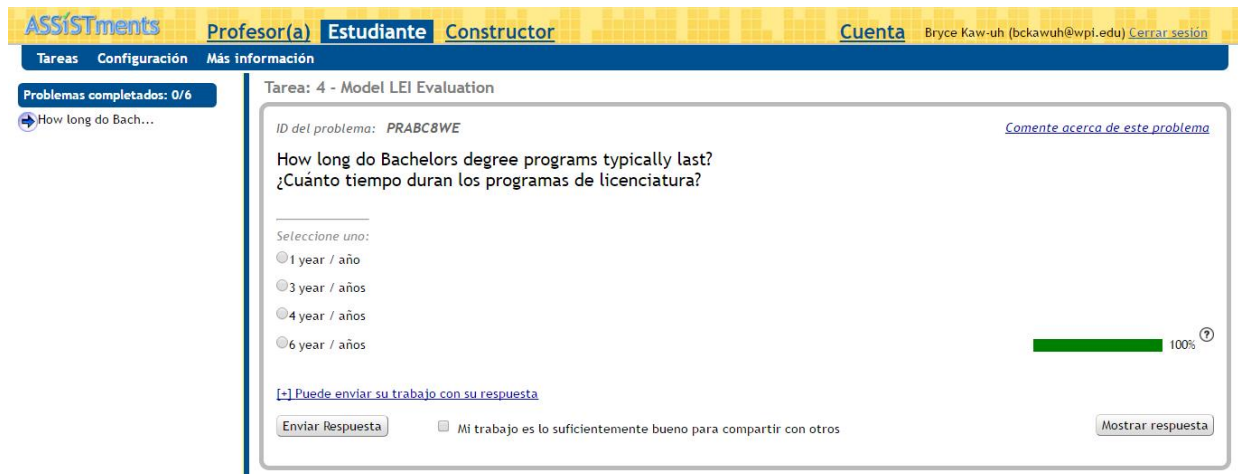 ASSiSTments Profesor(a) Estudiante Constructor Cuenta Bryce Kaw-uh (bckawuh@wpi.edu) Cerrar sesión
Tareas Configuración Más información
Problemas completados: 0/6
How long do Bach...
Tarea: 4 - Model LEI Evaluation
ID del problema: PRABC8WE Comente acerca de este problema
How long do Bachelors degree programs typically last?
¿Cuánto tiempo duran los programas de licenciatura?
Seleccione uno:
1 year / año
3 year / años
4 year / años
6 year / años
100% ?
[+] Puede enviar su trabajo con su respuesta
Enviar Respuesta Mi trabajo es lo suficientemente bueno para compartir con otros Mostrar respuesta